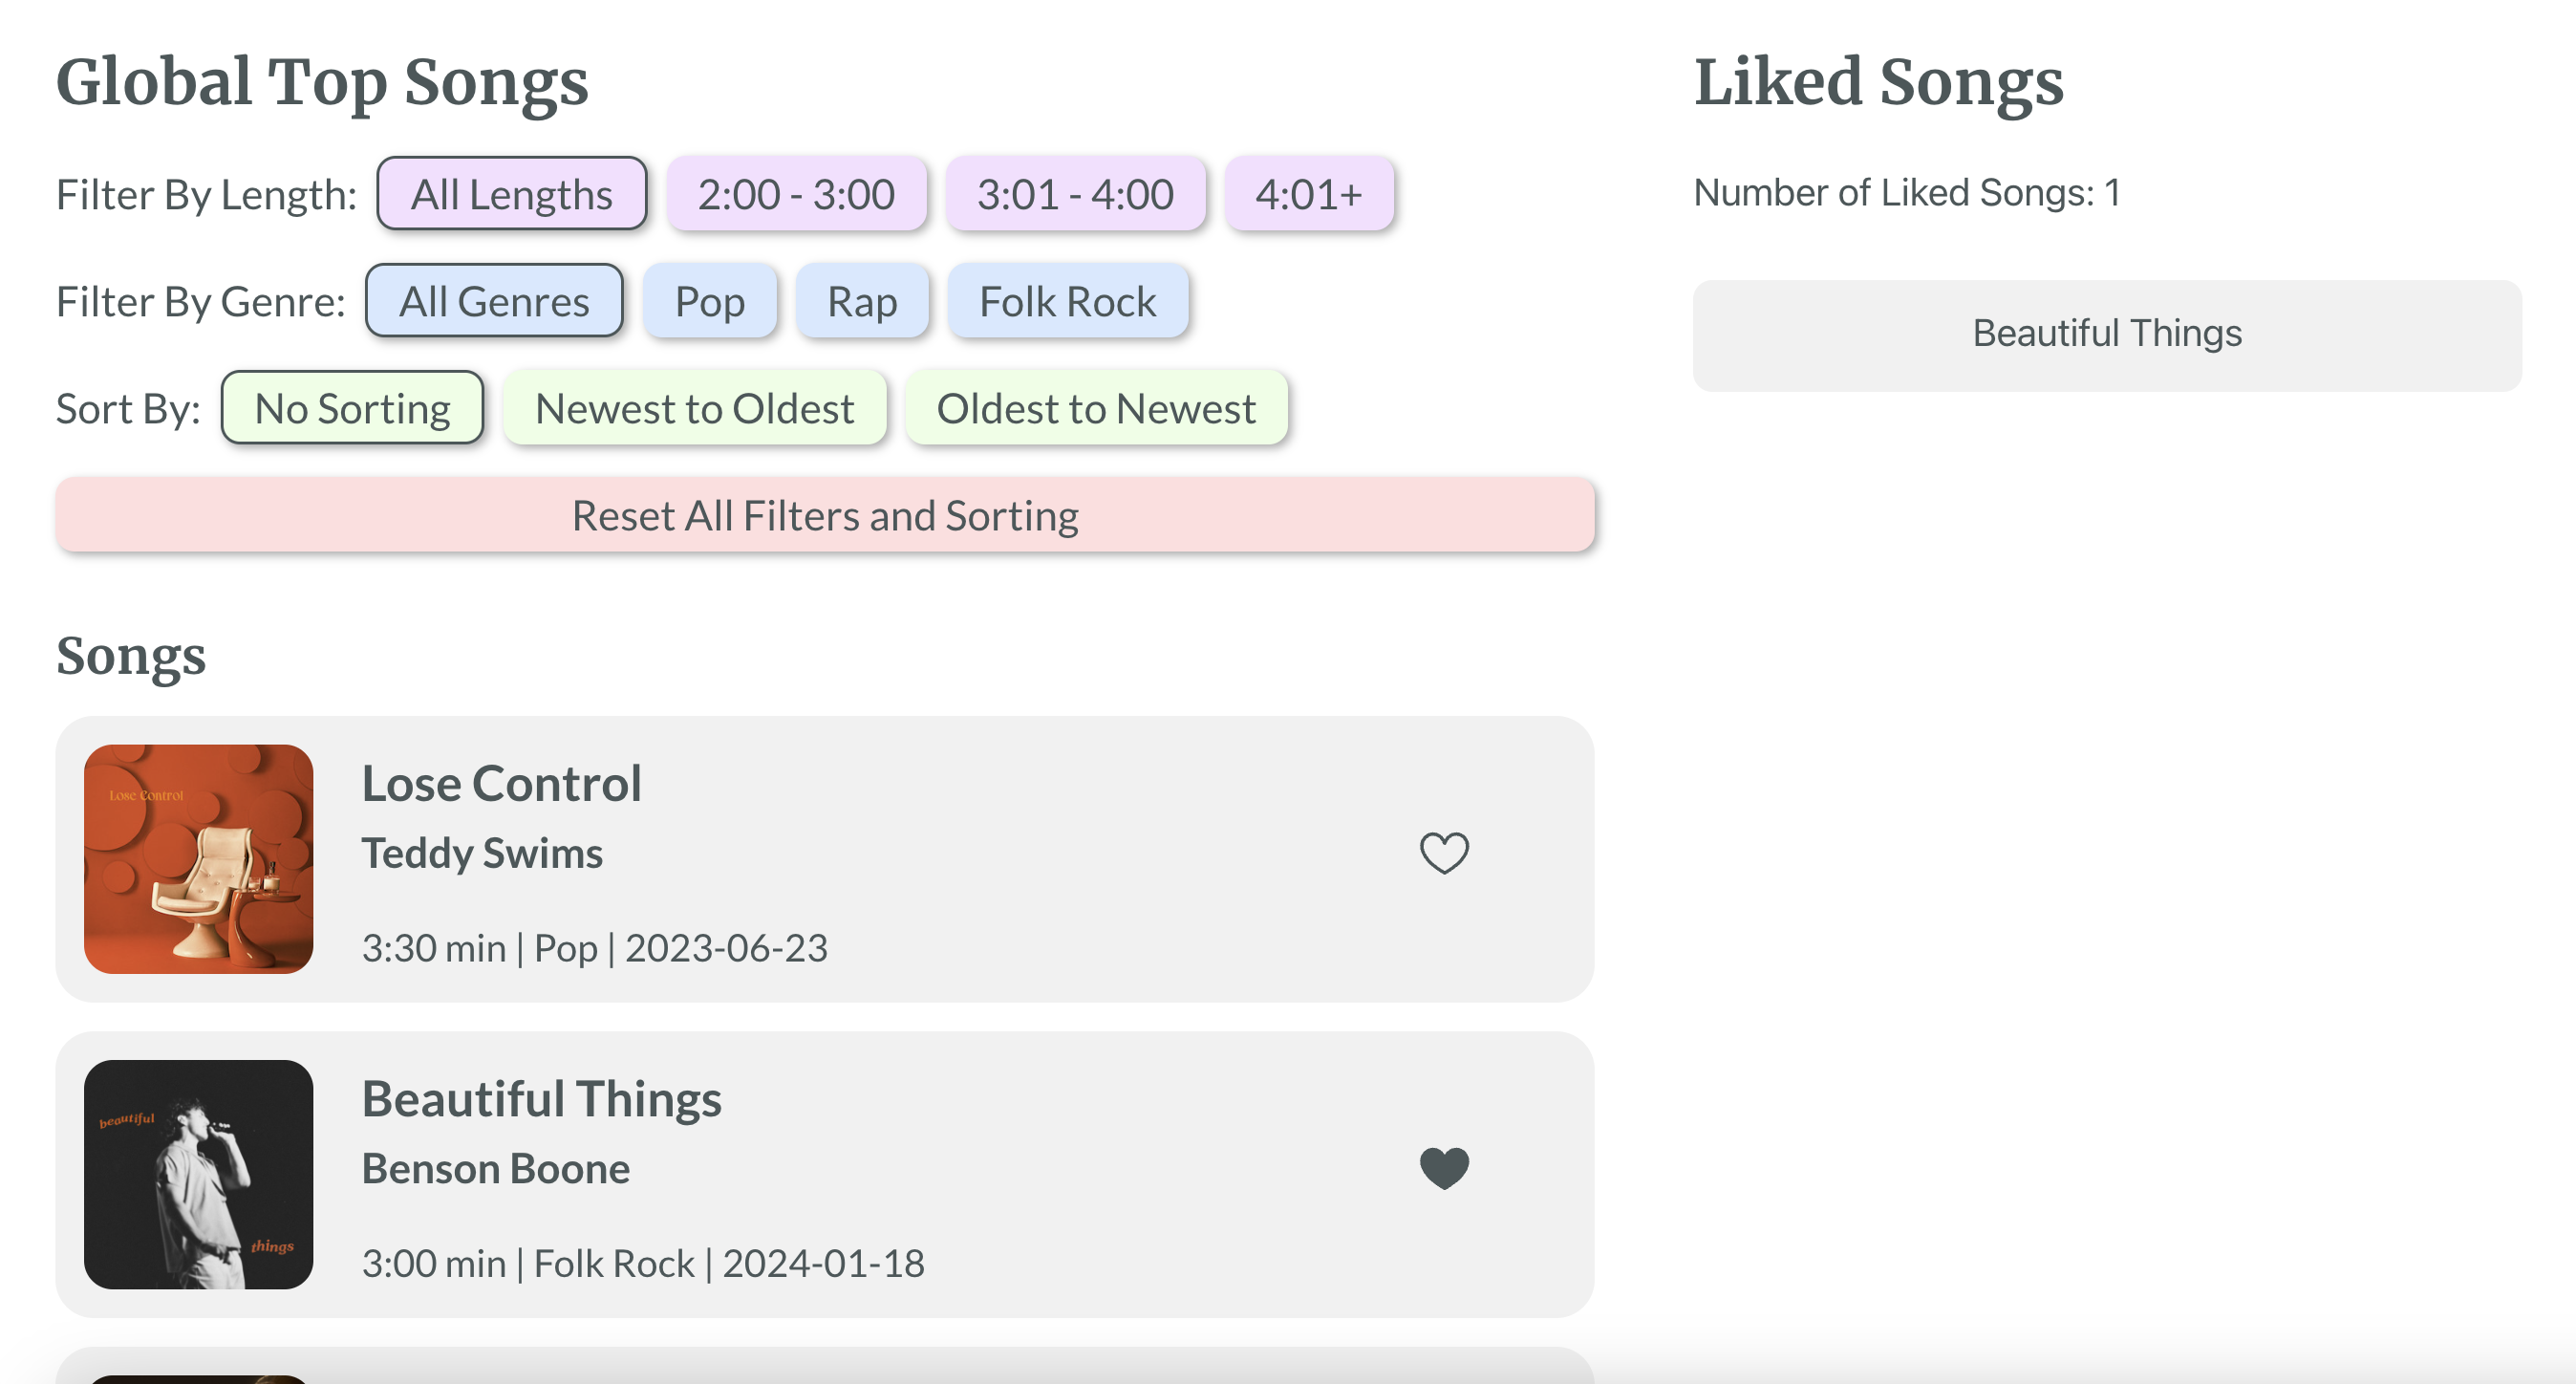 Global Top Songs
Filter By Length: All Lengths 2:00 - 3:00 3:01 - 4:00 4:01+
Filter By Genre: All Genres Pop Rap Folk Rock
Sort By: No Sorting Newest to Oldest Oldest to Newest
Reset All Filters and Sorting
Songs
Lose Control
Lose Control
Teddy Swims
3:30 min | Pop | 2023-06-23
beautiful
things
Beautiful Things
Benson Boone
3:00 min | Folk Rock | 2024-01-18
Liked Songs
Number of Liked Songs: 1
Beautiful Things